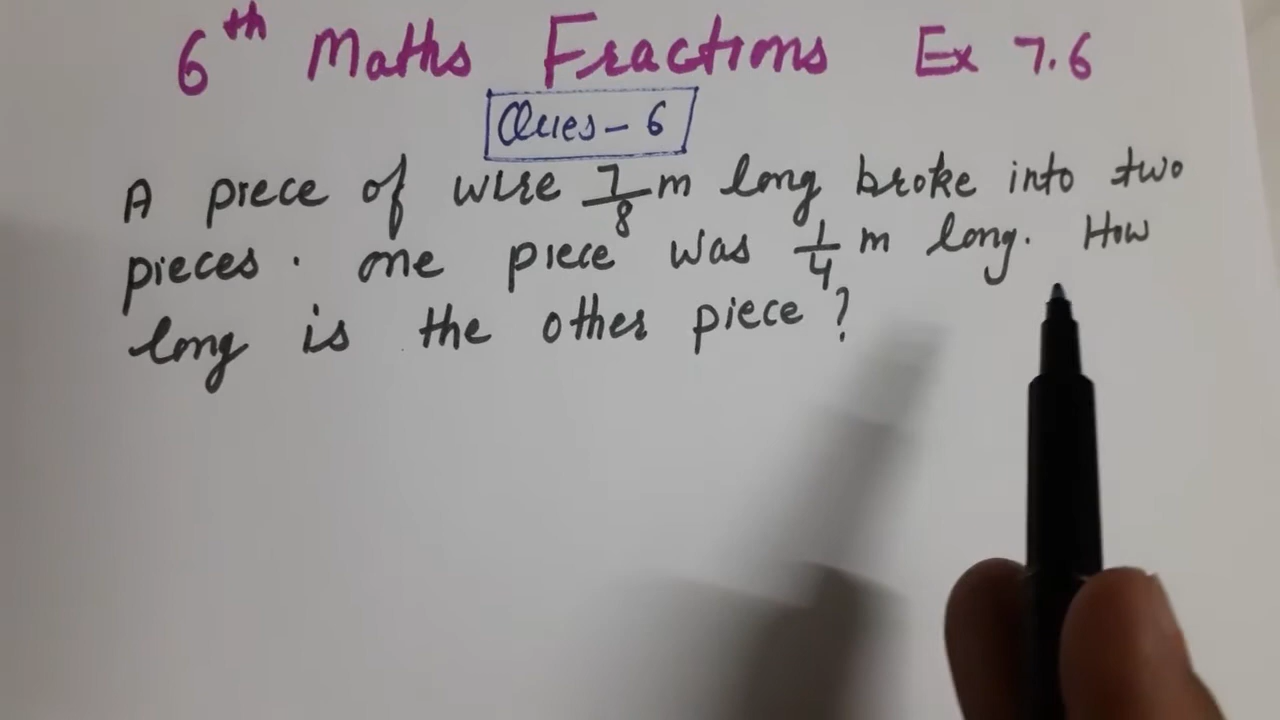 6th Maths Fractions Ex 7.6
Ques-6
A piece of wire 7/8 m long broke into two
pieces. one piece was 1/4 m long. How
long is the other piece?